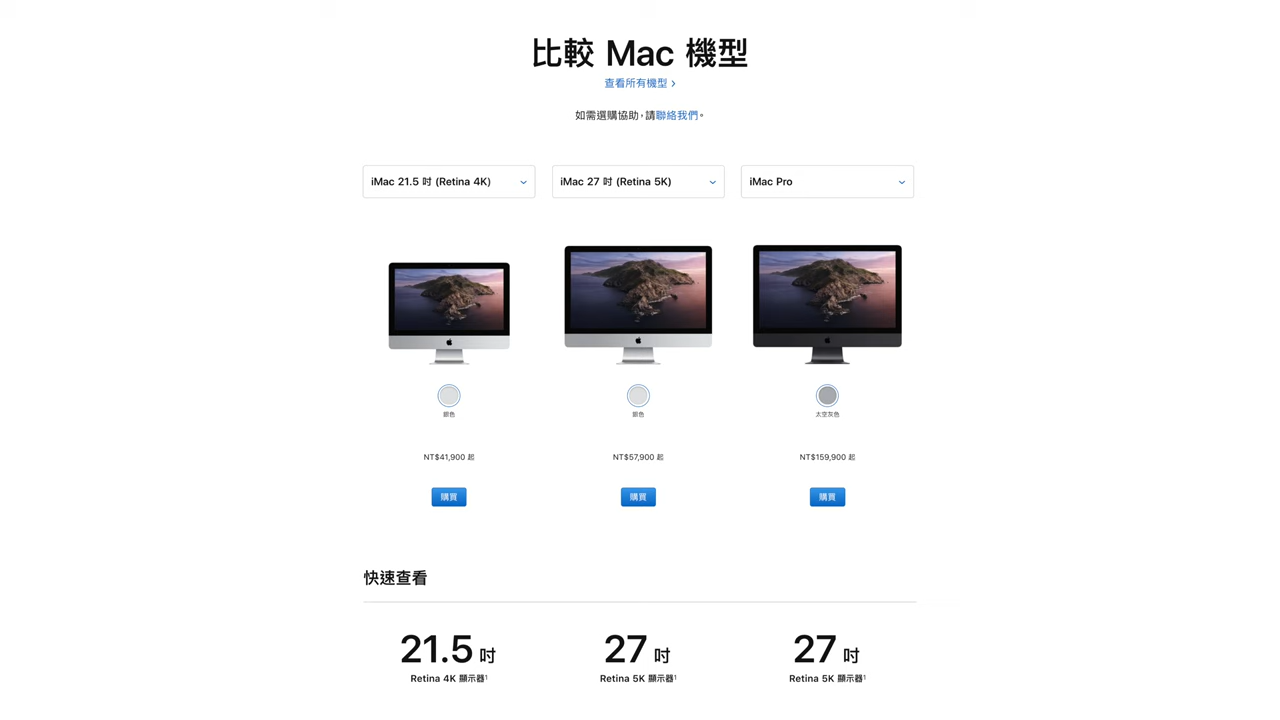 比較 Mac 機型
查看所有機型 >
如需選購協助，請聯絡我們。
iMac 21.5 吋 (Retina 4K)
iMac 27 吋 (Retina 5K)
iMac Pro
銀色
銀色
太空灰色
NT$41,900 起
NT$57,900 起
NT$159,900 起
購買
購買
購買
快速查看
21.5 吋
27 吋
27 吋
Retina 4K 顯示器¹
Retina 5K 顯示器¹
Retina 5K 顯示器¹